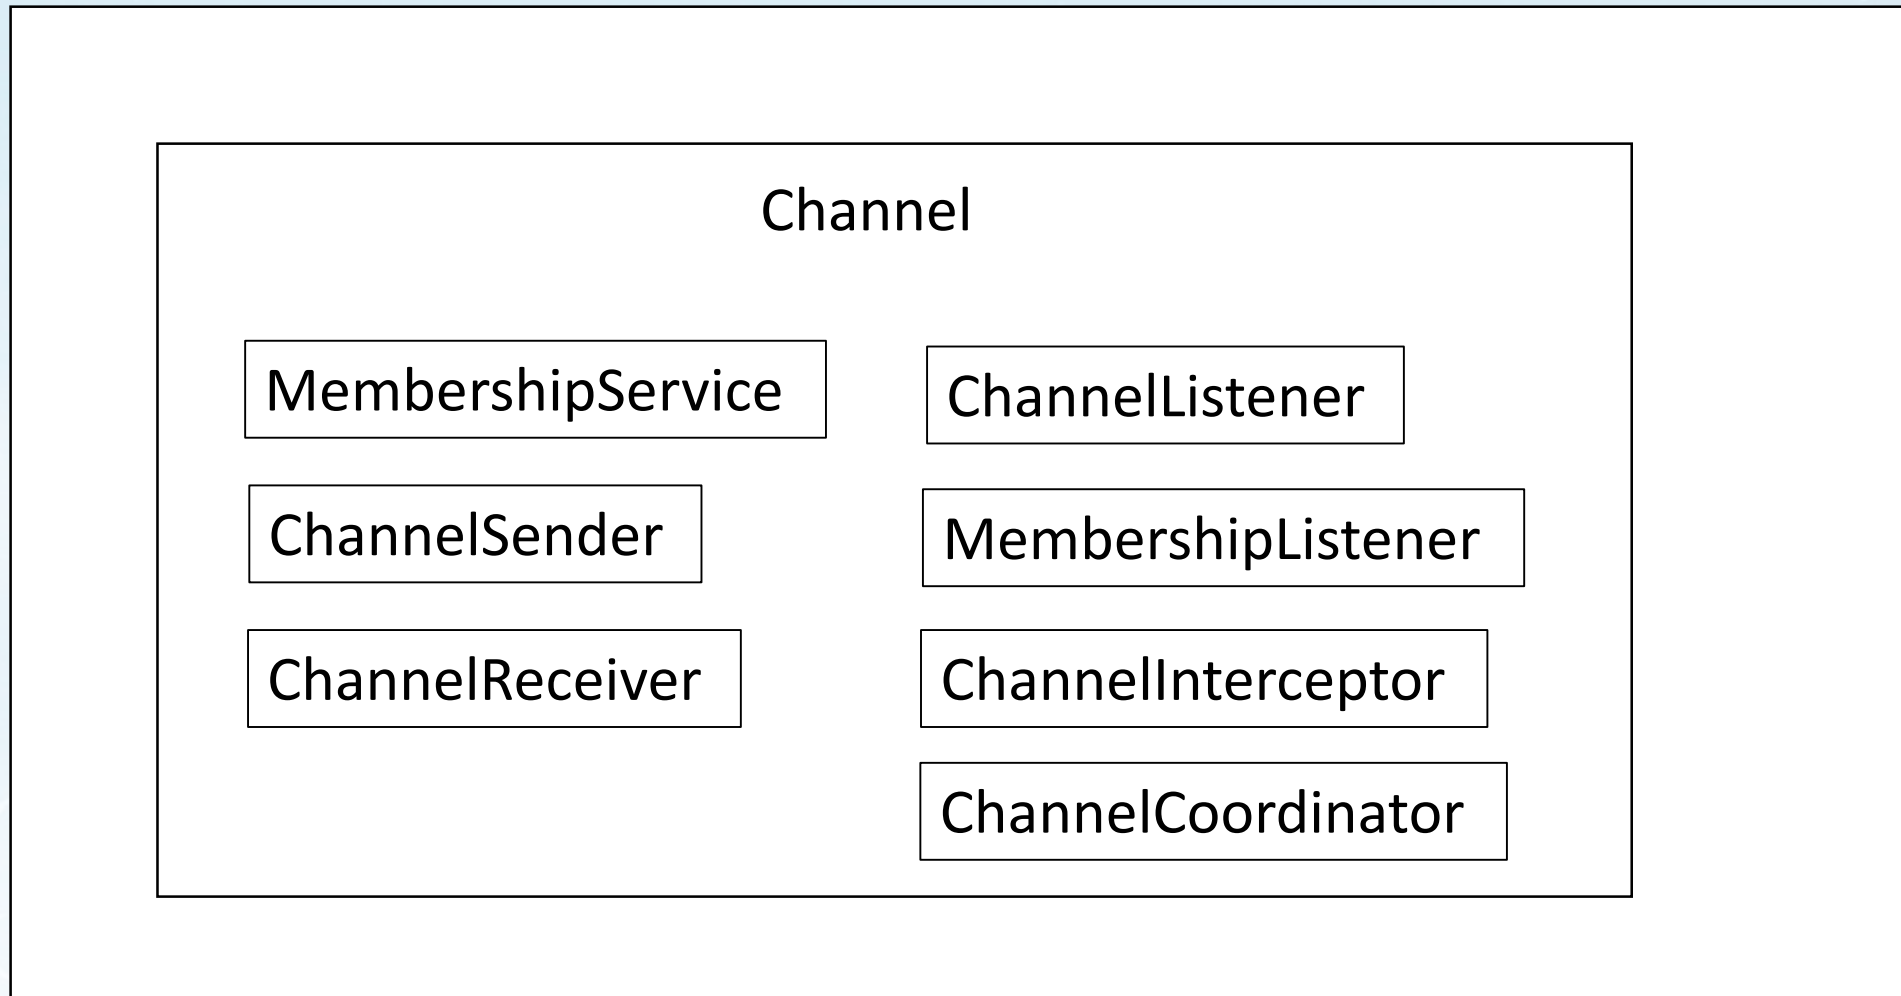 Channel
MembershipService
ChannelSender
ChannelReceiver
ChannelListener
MembershipListener
ChannelInterceptor
ChannelCoordinator